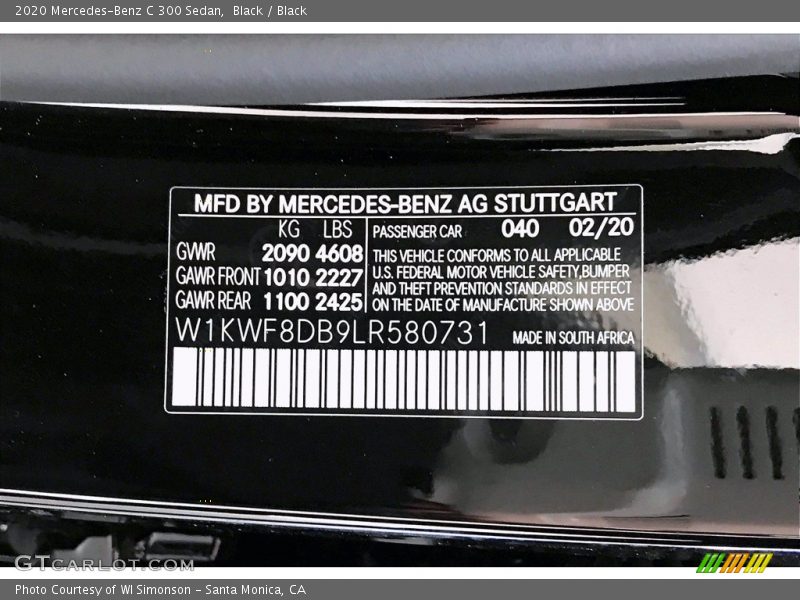 2020 Mercedes-Benz C 300 Sedan, Black / Black
MFD BY MERCEDES-BENZ AG STUTTGART
KG LBS PASSENGER CAR 040 02/20
GWR 2090 4608 THIS VEHICLE CONFORMS TO ALL APPLICABLE
GAWR FRONT 1010 2227 U.S. FEDERAL MOTOR VEHICLE SAFETY,BUMPER
GAWR REAR 1100 2425 AND THEFT PREVENTION STANDARDS IN EFFECT
ON THE DATE OF MANUFACTURE SHOWN ABOVE
W1KWF8DB9LR580731 MADE IN SOUTH AFRICA
GTcarlot.com
Photo Courtesy of WI Simonson - Santa Monica, CA